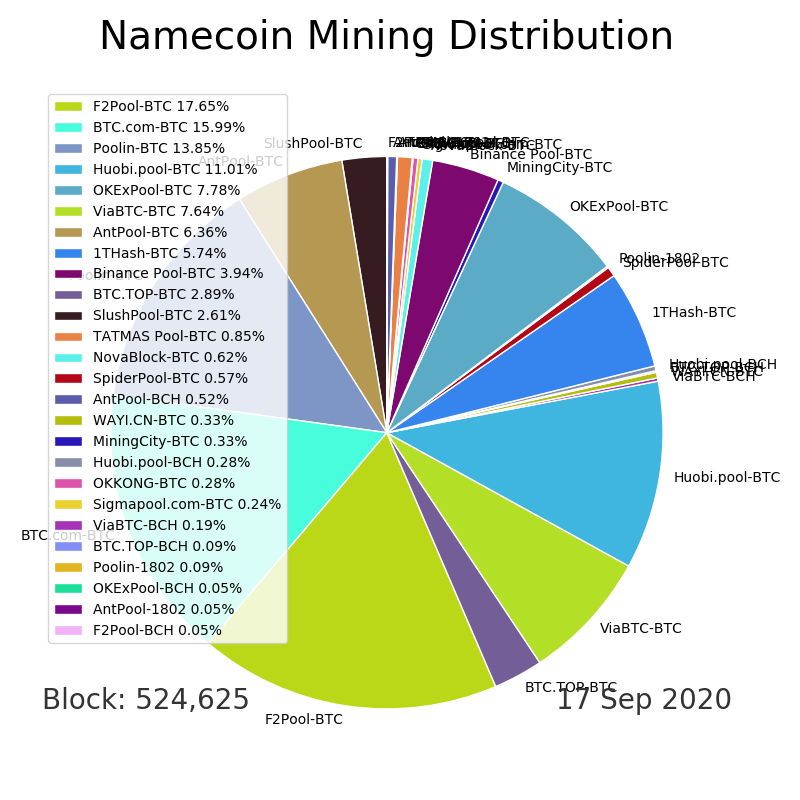 Namecoin Mining Distribution
F2Pool-BTC 17.65%
BTC.com-BTC 15.99%
Poolin-BTC 13.85%
Huobi.pool-BTC 11.01%
OKExPool-BTC 7.78%
ViaBTC-BTC 7.64%
AntPool-BTC 6.36%
1THash-BTC 5.74%
Binance Pool-BTC 3.94%
BTC.TOP-BTC 2.89%
SlushPool-BTC 2.61%
TATMAS Pool-BTC 0.85%
NovaBlock-BTC 0.62%
SpiderPool-BTC 0.57%
AntPool-BCH 0.52%
WAYI.CN-BTC 0.33%
MiningCity-BTC 0.33%
Huobi.pool-BCH 0.28%
OKKONG-BTC 0.28%
Sigmapool.com-BTC 0.24%
ViaBTC-BCH 0.19%
BTC.TOP-BCH 0.09%
Poolin-1802 0.09%
OKExPool-BCH 0.05%
AntPool-1802 0.05%
F2Pool-BCH 0.05%
SlushPool-BTC
AntPool-BTC
BTC.com-BTC
F2Pool-BTC
BTC.TOP-BTC
ViaBTC-BTC
Huobi.pool-BTC
ViaBTC-BCH
Huobi.pool-BCH
1THash-BTC
SpiderPool-BTC
Poolin-1802
OKExPool-BTC
MiningCity-BTC
Binance Pool-BTC
Block: 524,625
17 Sep 2020